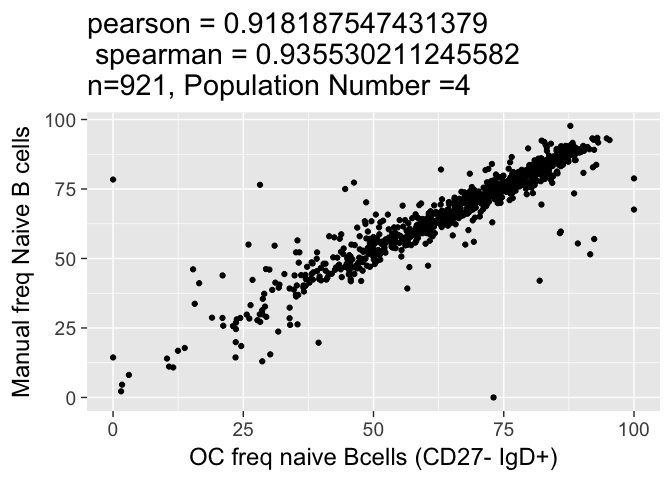 pearson = 0.918187547431379
spearman = 0.935530211245582
n=921, Population Number =4
100
75
50
25
0
Manual freq Naive B cells
0 25 50 75 100
OC freq naive Bcells (CD27- IgD+)